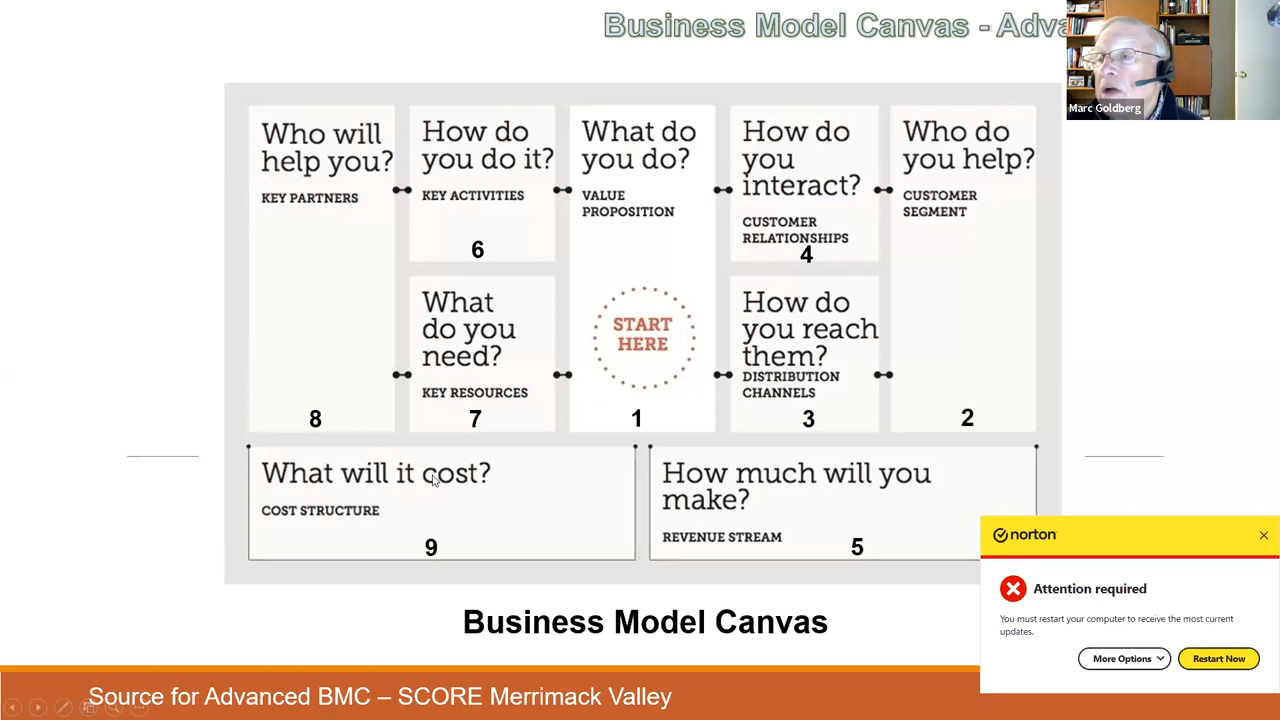 Business Model Canvas - Adva
Marc Goldberg
Who will
help you?
KEY PARTNERS
8
How do
you do it?
KEY ACTIVITIES
6
What
do you
need?
KEY RESOURCES
7
What do
you do?
VALUE
PROPOSITION
START
HERE
1
How do
you
interact?
CUSTOMER
RELATIONSHIPS
4
How do
you reach
them?
DISTRIBUTION
CHANNELS
3
Who do
you help?
CUSTOMER
SEGMENT
2
What will it cost?
COST STRUCTURE
9
How much will you
make?
REVENUE STREAM
5
Business Model Canvas
Source for Advanced BMC – SCORE Merrimack Valley
norton
Attention required
You must restart your computer to receive the most current
updates.
More Options
Restart Now